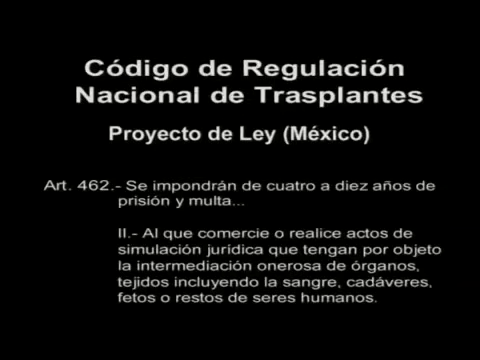 Código de Regulación
Nacional de Trasplantes
Proyecto de Ley (México)
Art. 462.- Se impondrán de cuatro a diez años de
prisión y multa...
II.- Al que comercie o realice actos de
simulación jurídica que tengan por objeto
la intermediación onerosa de órganos,
tejidos incluyendo la sangre, cadáveres,
fetos o restos de seres humanos.